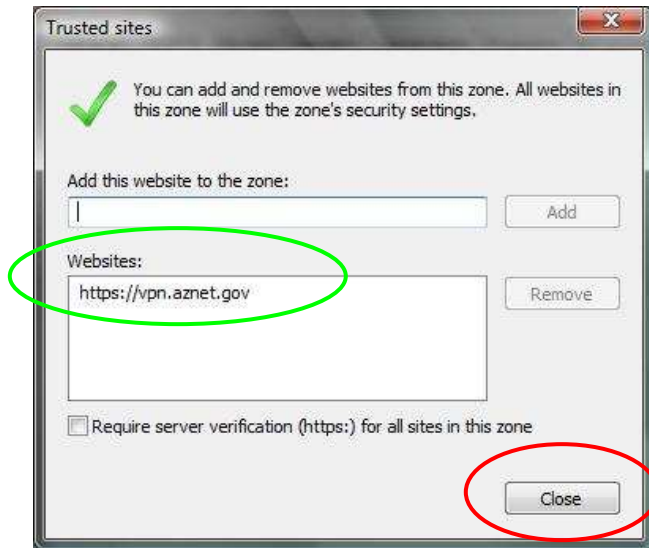 Trusted sites
You can add and remove websites from this zone. All websites in
this zone will use the zone's security settings.
Add this website to the zone:
Add
Websites:
https://vpn.aznet.gov
Remove
Require server verification (https:) for all sites in this zone
Close